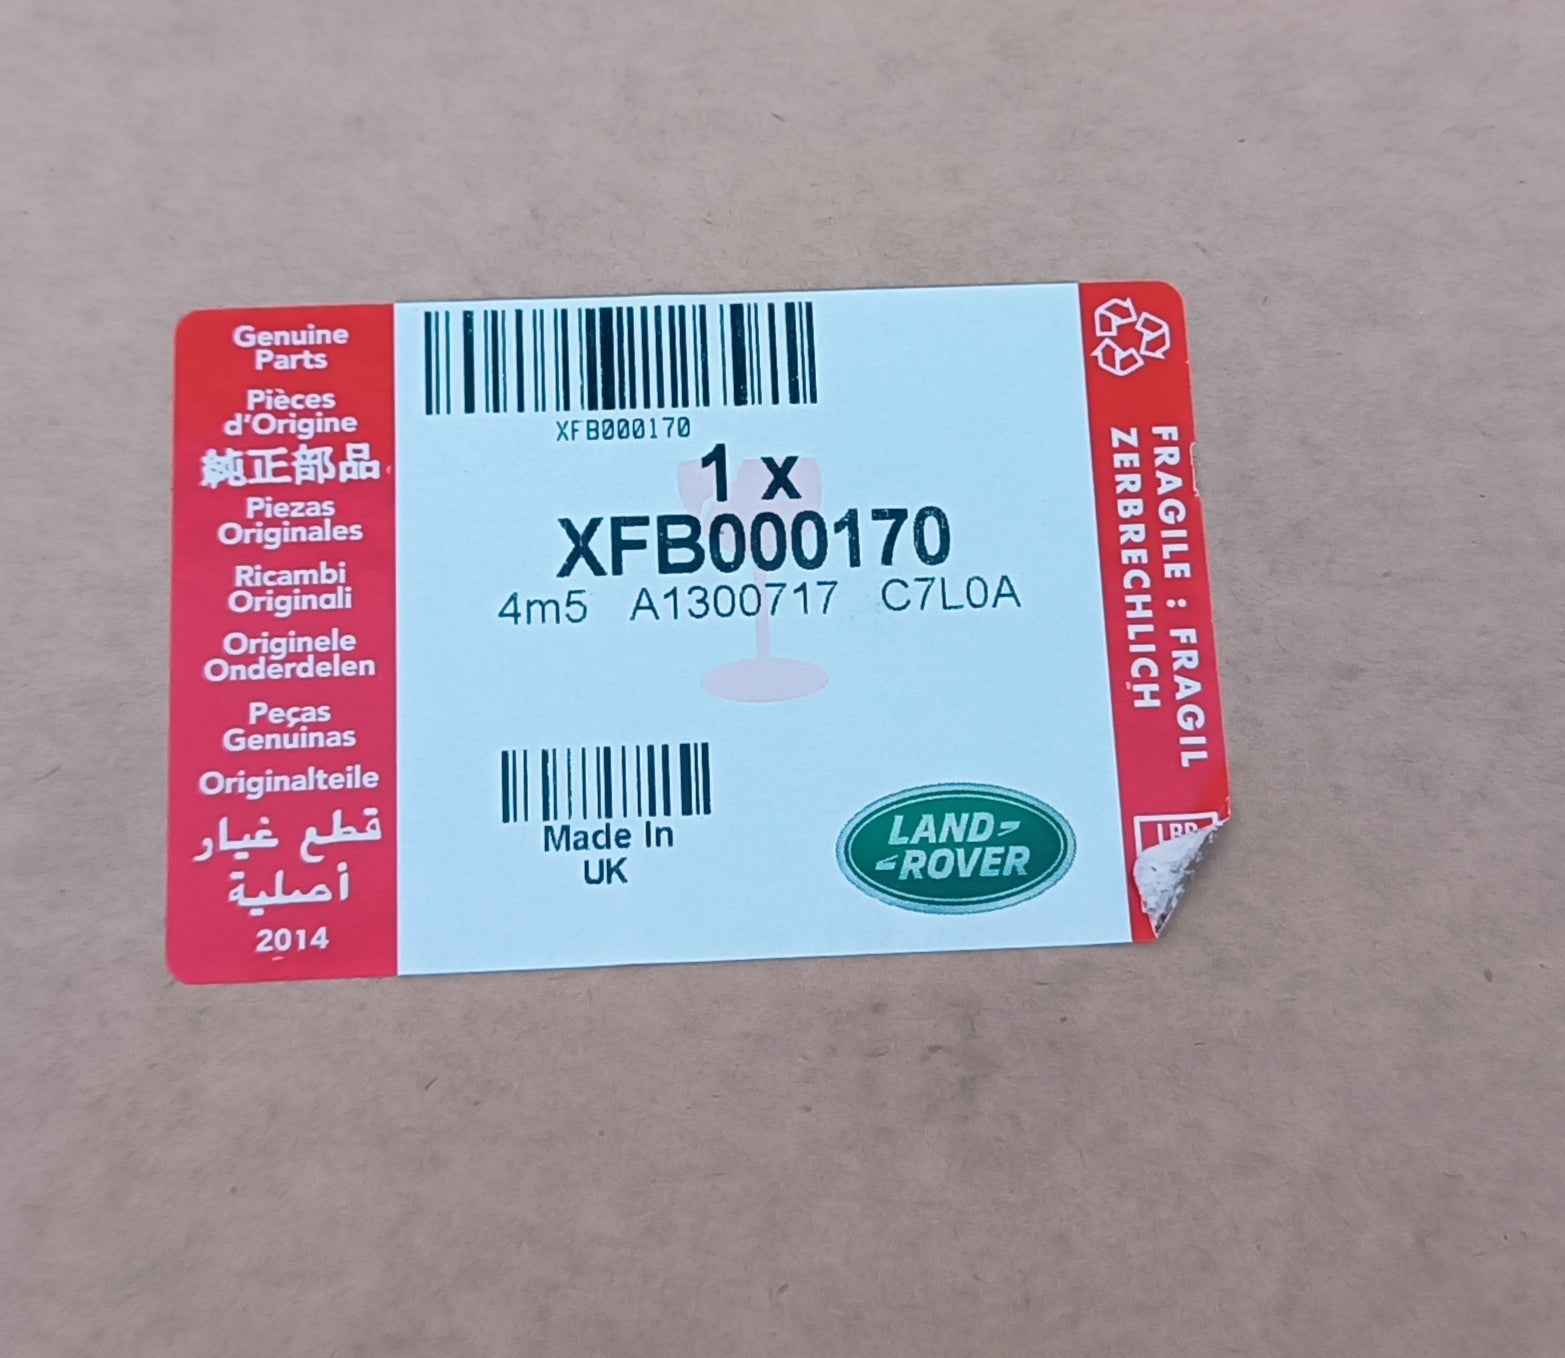 Genuine
Parts
Pièces
d'Origine
純正部品
Piezas
Originales
Ricambi
Originali
Originele
Onderdelen
Peças
Genuinas
Originalteile
قطع غيار
أصلية
2014
XFB000170
1 x
XFB000170
4m5 A1300717 C7L0A
Made In
UK
LAND-
-ROVER
FRAGILE : FRAGIL
ZERBRECHLICH